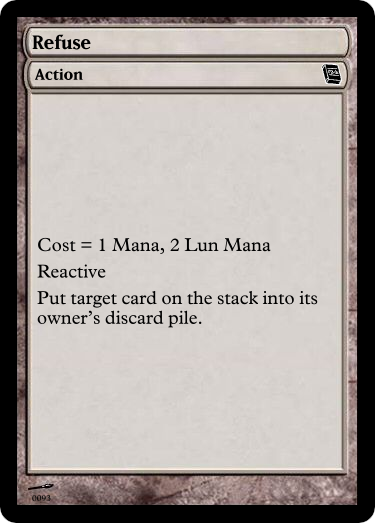 Refuse
Action
Cost = 1 Mana, 2 Lun Mana
Reactive
Put target card on the stack into its
owner's discard pile.
0093